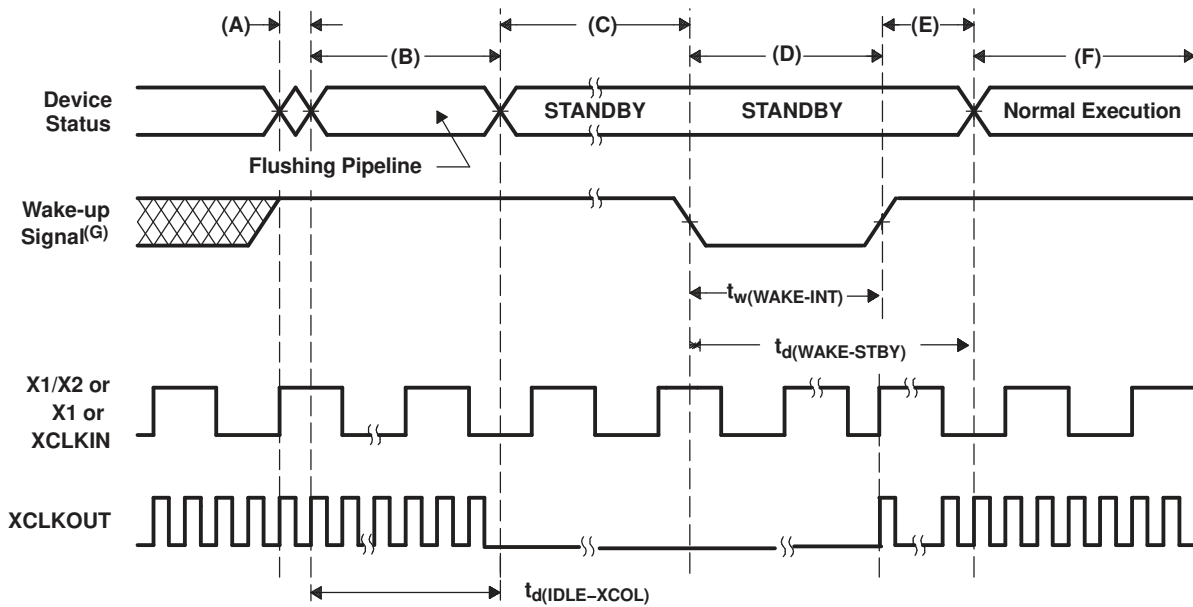 (A)
(B)
(C)
(D)
(E)
(F)
Device
Status
STANDBY
STANDBY
Normal Execution
Flushing Pipeline
Wake-up
Signal(G)
tw(WAKE-INT)
td(WAKE-STBY)
X1/X2 or
X1 or
XCLKIN
XCLKOUT
td(IDLE−XCOL)